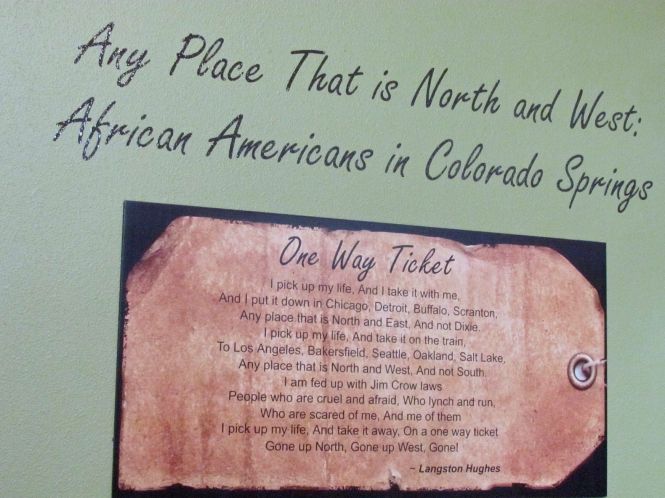 Any Place That is North and West:
African Americans in Colorado Springs
One Way Ticket
I pick up my life, And I take it with me,
And I put it down in Chicago, Detroit, Buffalo, Scranton,
Any place that is North and East, And not Dixie.
I pick up my life, And take it on the train,
To Los Angeles, Bakersfield, Seattle, Oakland, Salt Lake,
Any place that is North and West, And not South.
I am fed up with Jim Crow laws
People who are cruel and afraid, Who lynch and run,
Who are scared of me, And me of them
I pick up my life, And take it away, On a one way ticket
Gone up North, Gone up West, Gone!
~ Langston Hughes